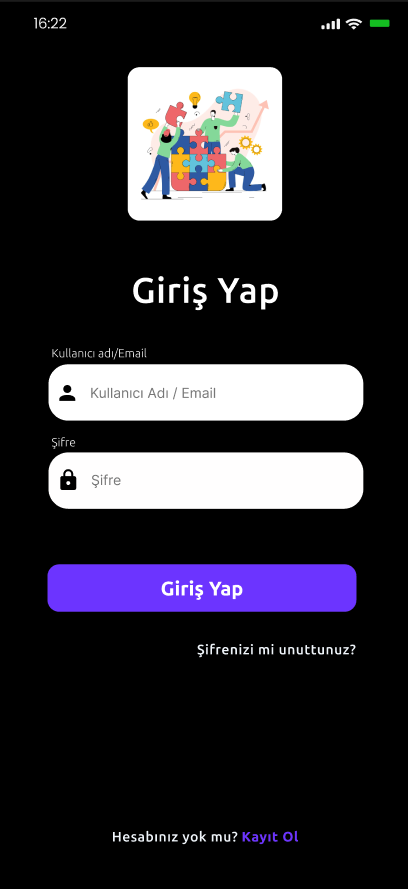 16:22
Giriş Yap
Kullanıcı adı/Email
Kullanıcı Adı / Email
Şifre
Şifre
Giriş Yap
Şifrenizi mi unuttunuz?
Hesabınız yok mu? Kayıt Ol